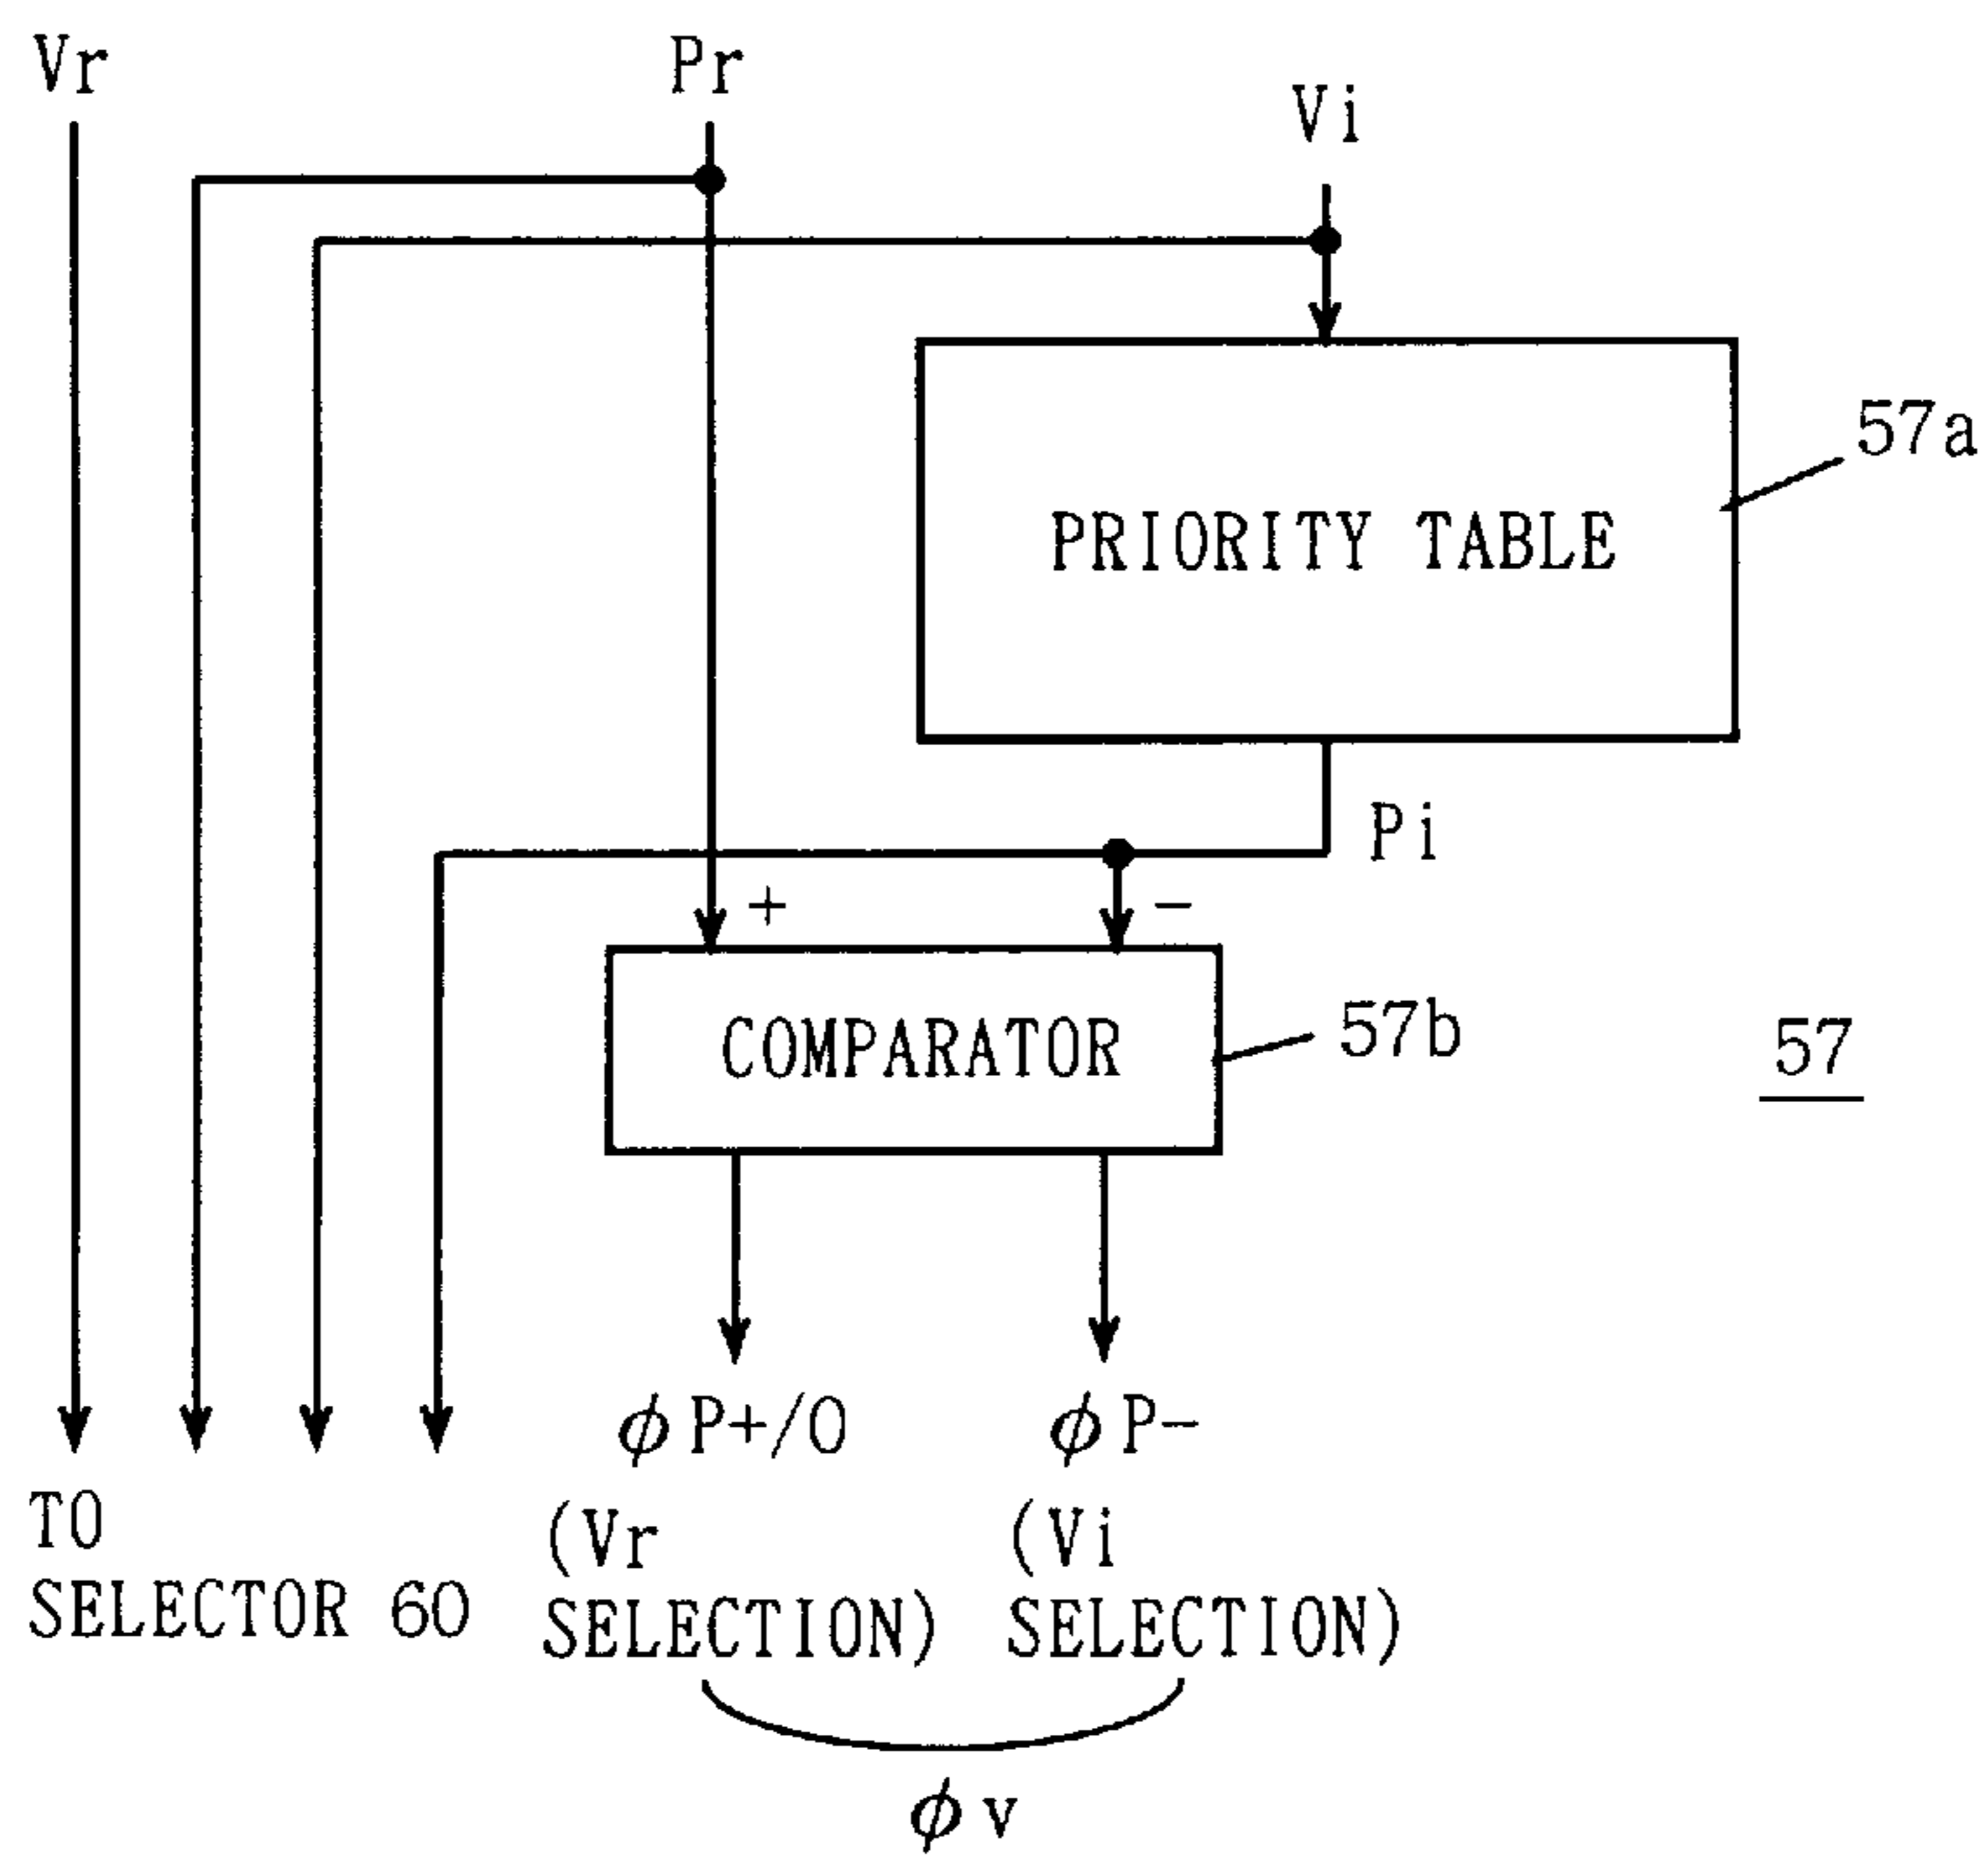 Vr
Pr
Vi
57a
PRIORITY TABLE
Pi
+
-
COMPARATOR
57b
57
φP+/0
φP-
TO
SELECTOR 60
(Vr
SELECTION)
(Vi
SELECTION)
φv